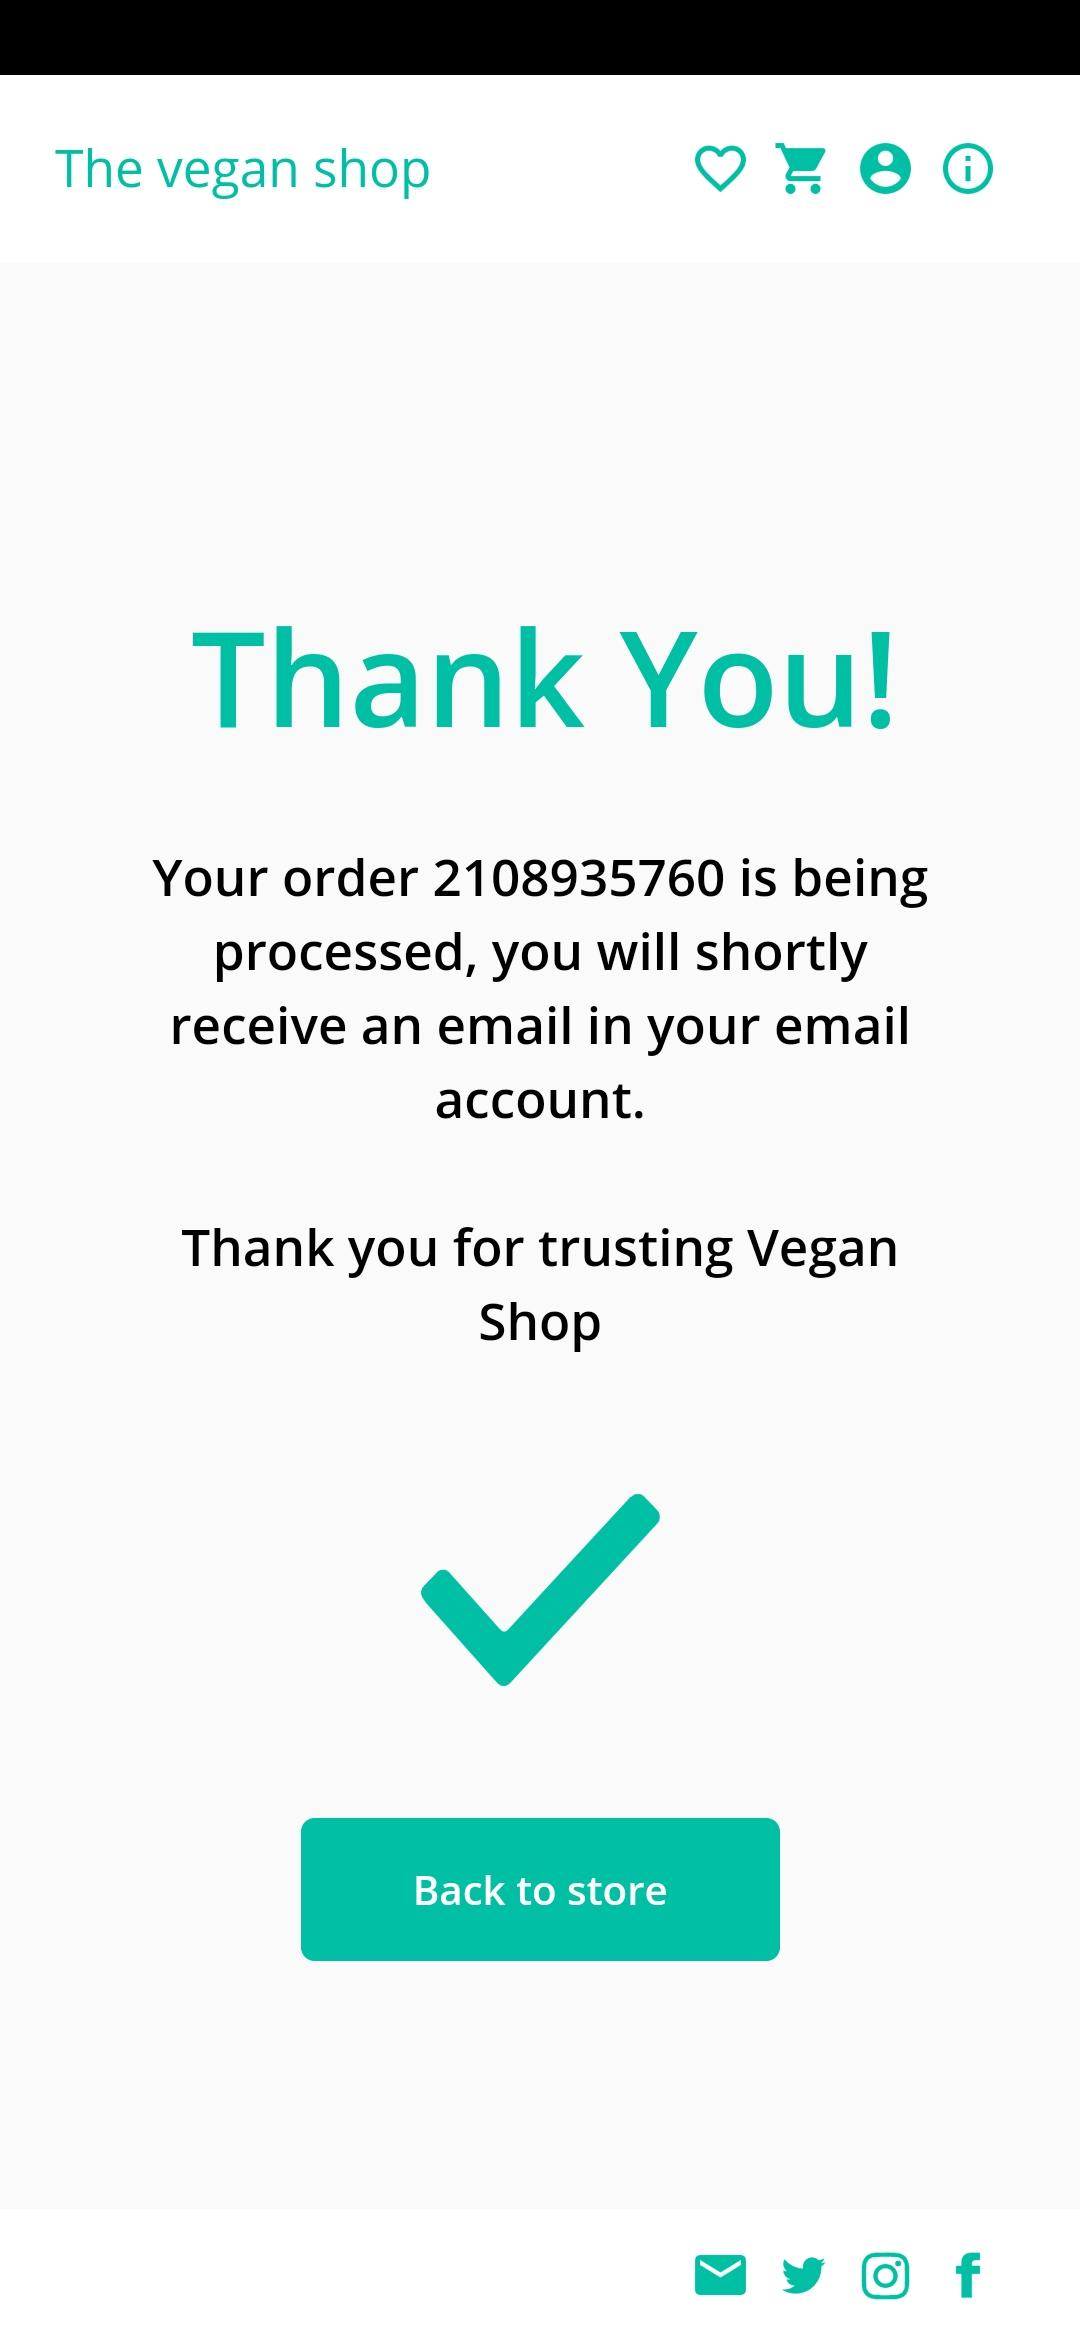 The vegan shop
Thank You!
Your order 2108935760 is being
processed, you will shortly
receive an email in your email
account.
Thank you for trusting Vegan
Shop
Back to store